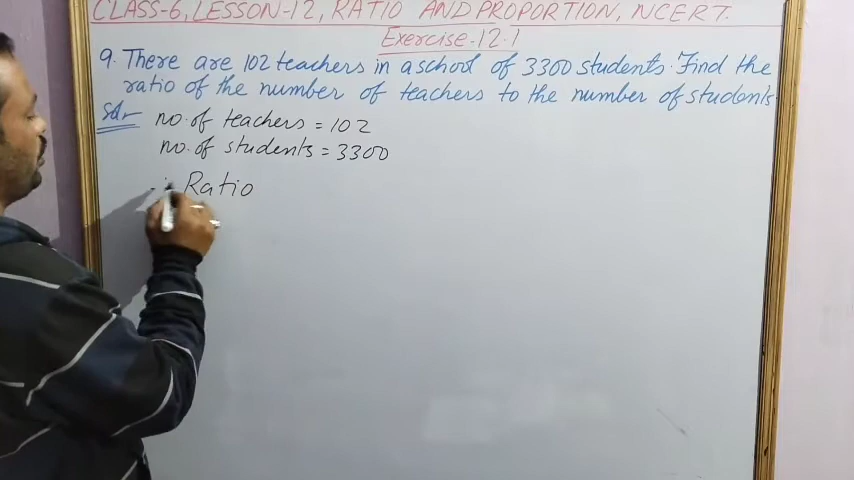 CLASS-6, LESSON-12, RATIO AND PROPORTION, NCERT.
Exercise-12.1
9. There are 102 teachers in a school of 3300 students. Find the
ratio of the number of teachers to the number of students
Sol-
no. of teachers = 102
no. of students = 3300
∴ Ratio